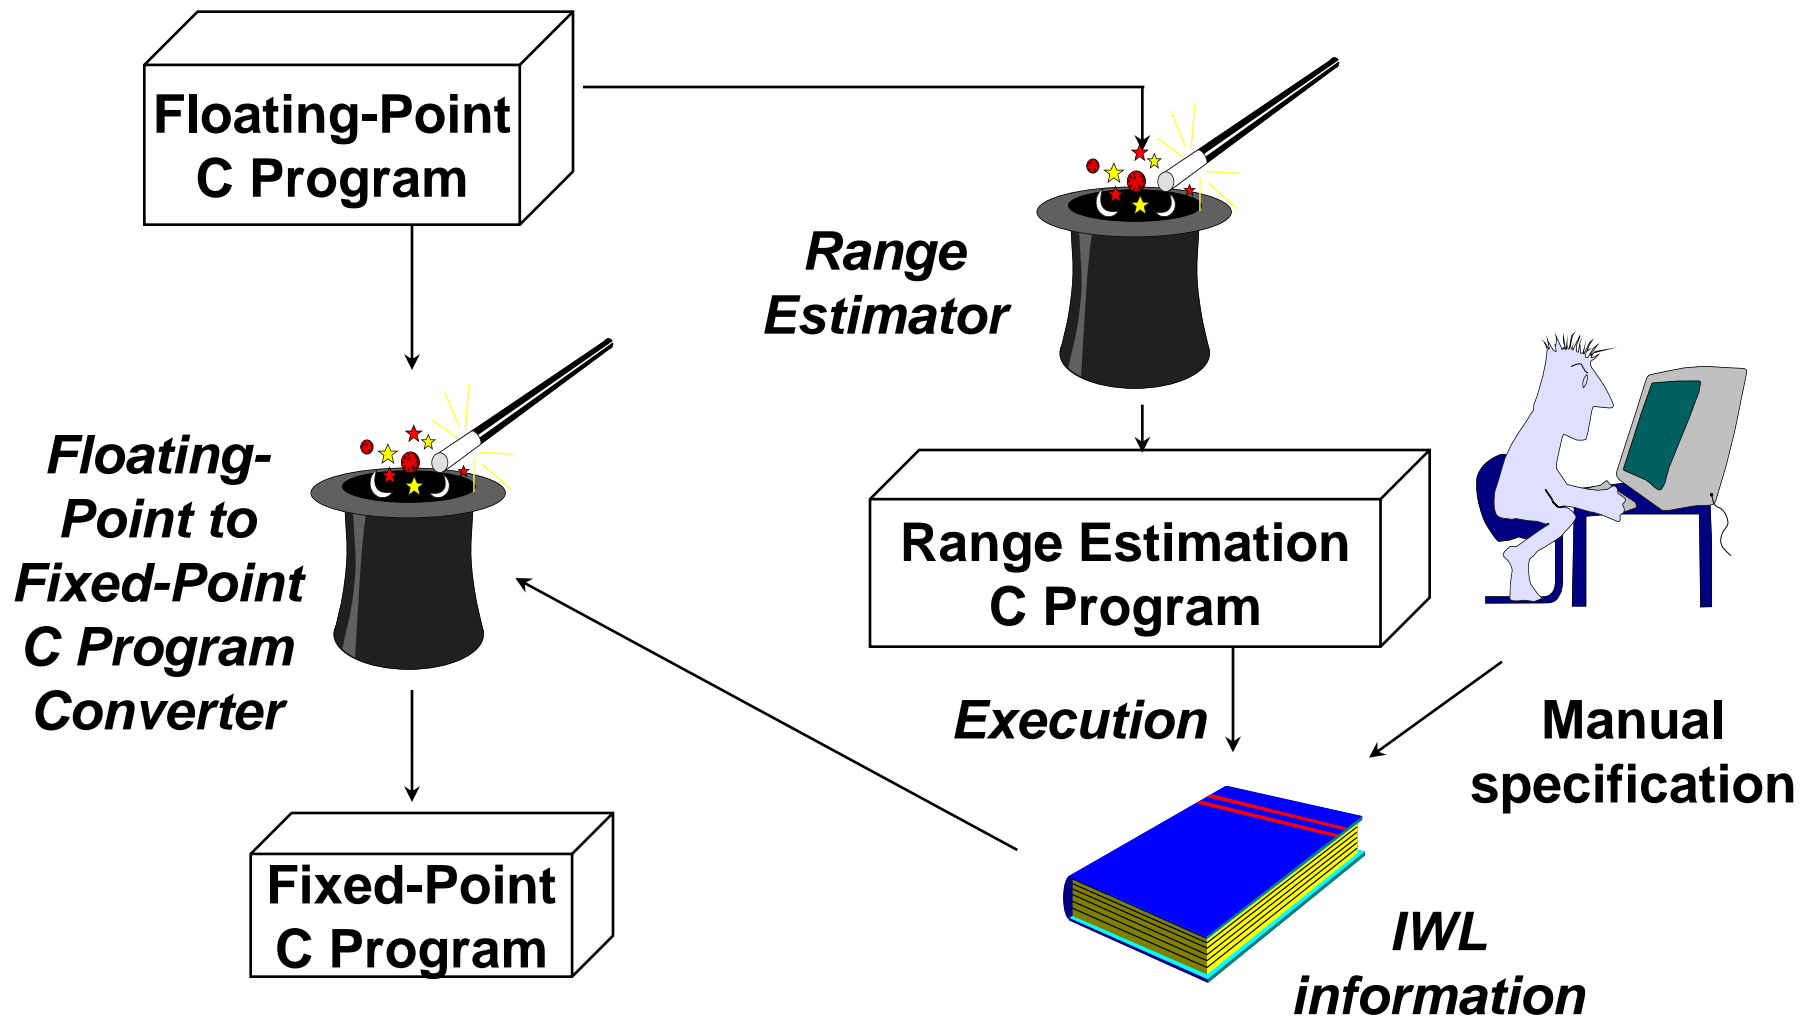 Floating-Point
C Program
Range
Estimator
Floating-
Point to
Fixed-Point
C Program
Converter
Range Estimation
C Program
Execution
Manual
specification
Fixed-Point
C Program
IWL
information